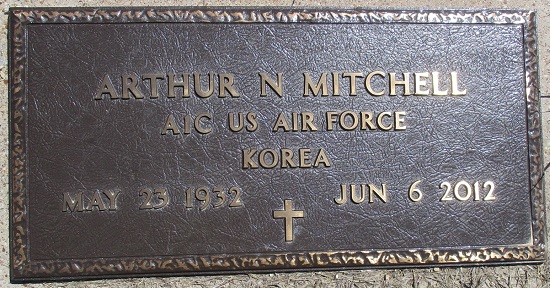 ARTHUR N MITCHELL
A1C US AIR FORCE
KOREA
MAY 23 1932 JUN 6 2012